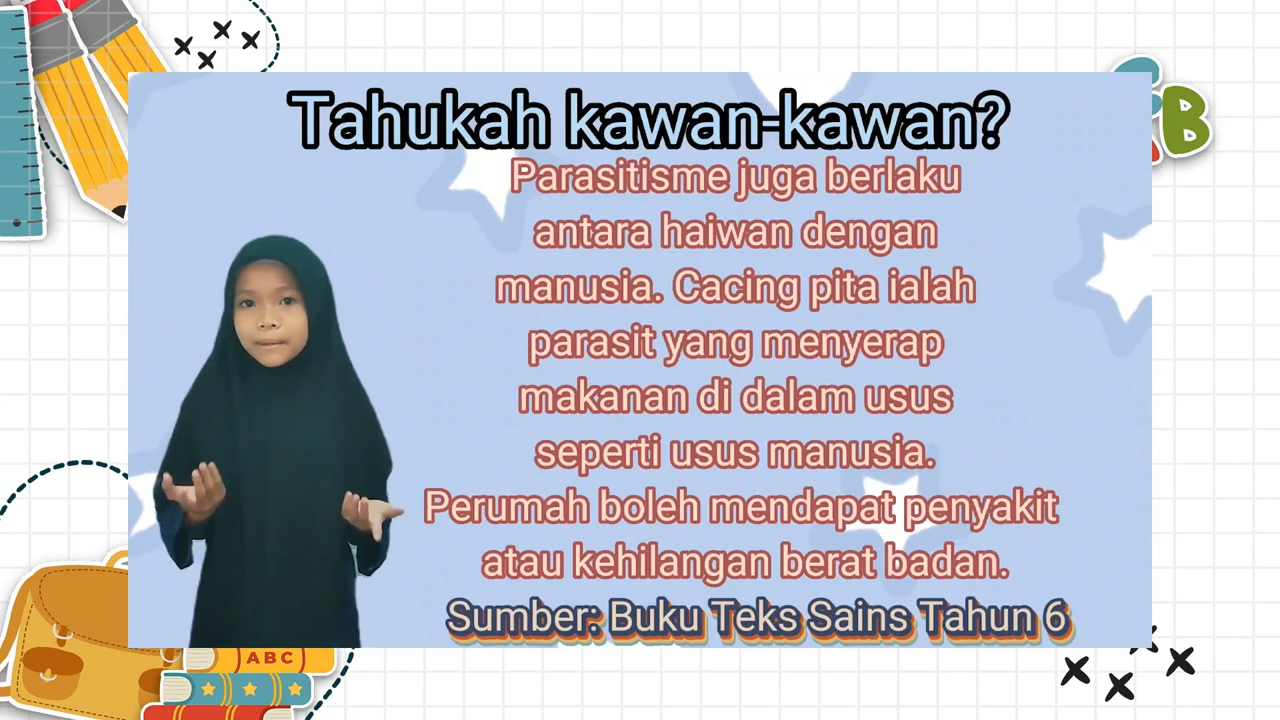 Tahukah kawan-kawan?
Parasitisme juga berlaku
antara haiwan dengan
manusia. Cacing pita ialah
parasit yang menyerap
makanan di dalam usus
seperti usus manusia.
Perumah boleh mendapat penyakit
atau kehilangan berat badan.
Sumber: Buku Teks Sains Tahun 6
B
ABC